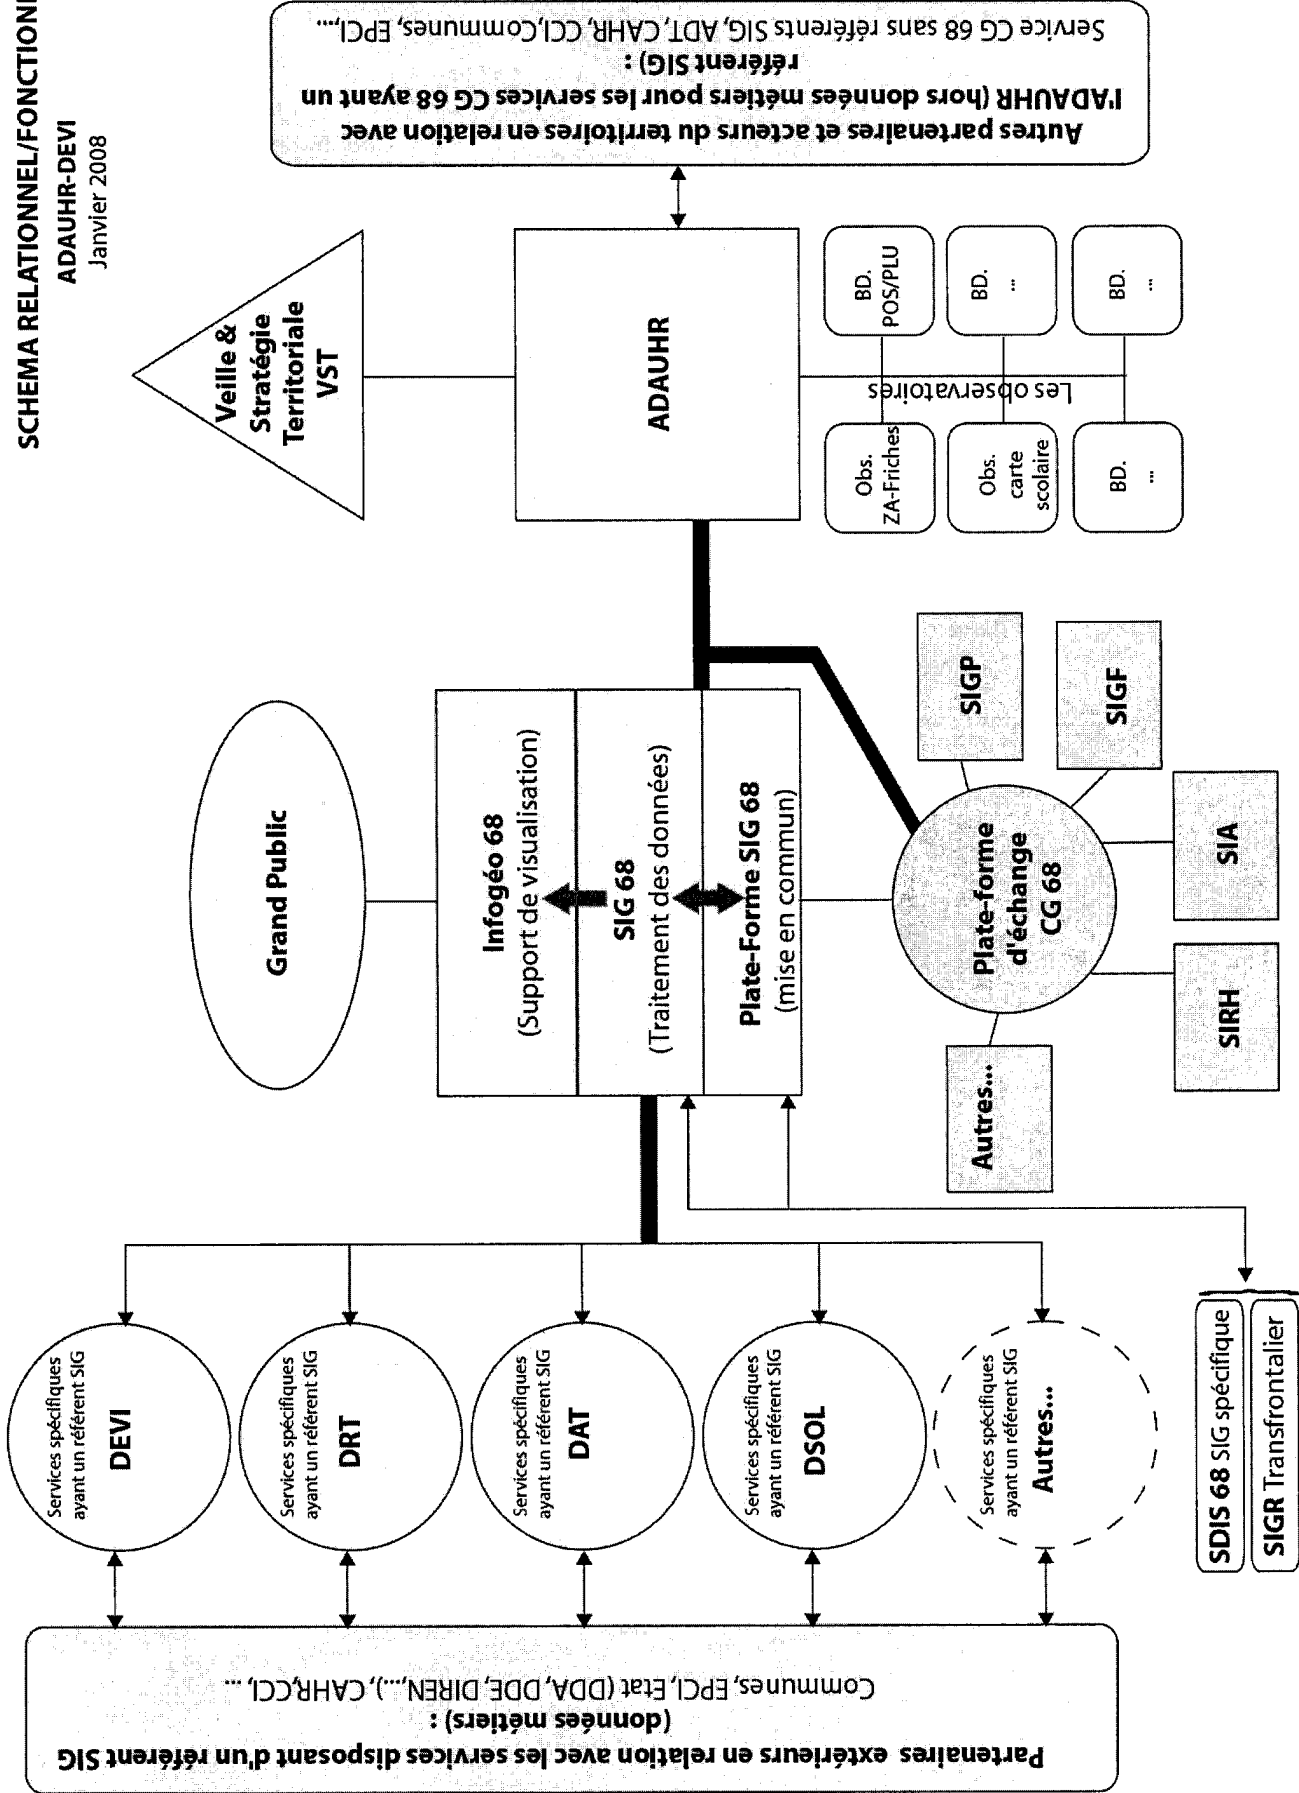 SCHEMA RELATIONNEL/FONCTIONN
ADAUHR-DEVI
Janvier 2008
Partenaires extérieurs en relation avec les services disposant d'un référent SIG
(données métiers) :
Communes, EPCI, Etat (DDA, DDE, DIREN,...), CAHR,CCI, ...
Services spécifiques
ayant un référent SIG
DEVI
Services spécifiques
ayant un référent SIG
DRT
Services spécifiques
ayant un référent SIG
DAT
Services spécifiques
ayant un référent SIG
DSOL
Services spécifiques
ayant un référent SIG
Autres...
SDIS 68 SIG spécifique
SIGR Transfrontalier
Grand Public
Infogéo 68
(Support de visualisation)
SIG 68
(Traitement des données)
Plate-Forme SIG 68
(mise en commun)
Plate-forme
d'échange
CG 68
Autres...
SIRH
SIA
SIGF
SIGP
Veille &
Stratégie
Territoriale
VST
ADAUHR
Les observatoires
Obs.
ZA-Friches
BD.
POS/PLU
Obs.
carte
scolaire
BD.
...
BD.
...
BD.
...
Autres partenaires et acteurs du territoires en relation avec
l'ADAUHR (hors données métiers pour les services CG 68 ayant un
référent SIG) :
Service CG 68 sans référents SIG, ADT, CAHR, CCI,Communes, EPCI,...